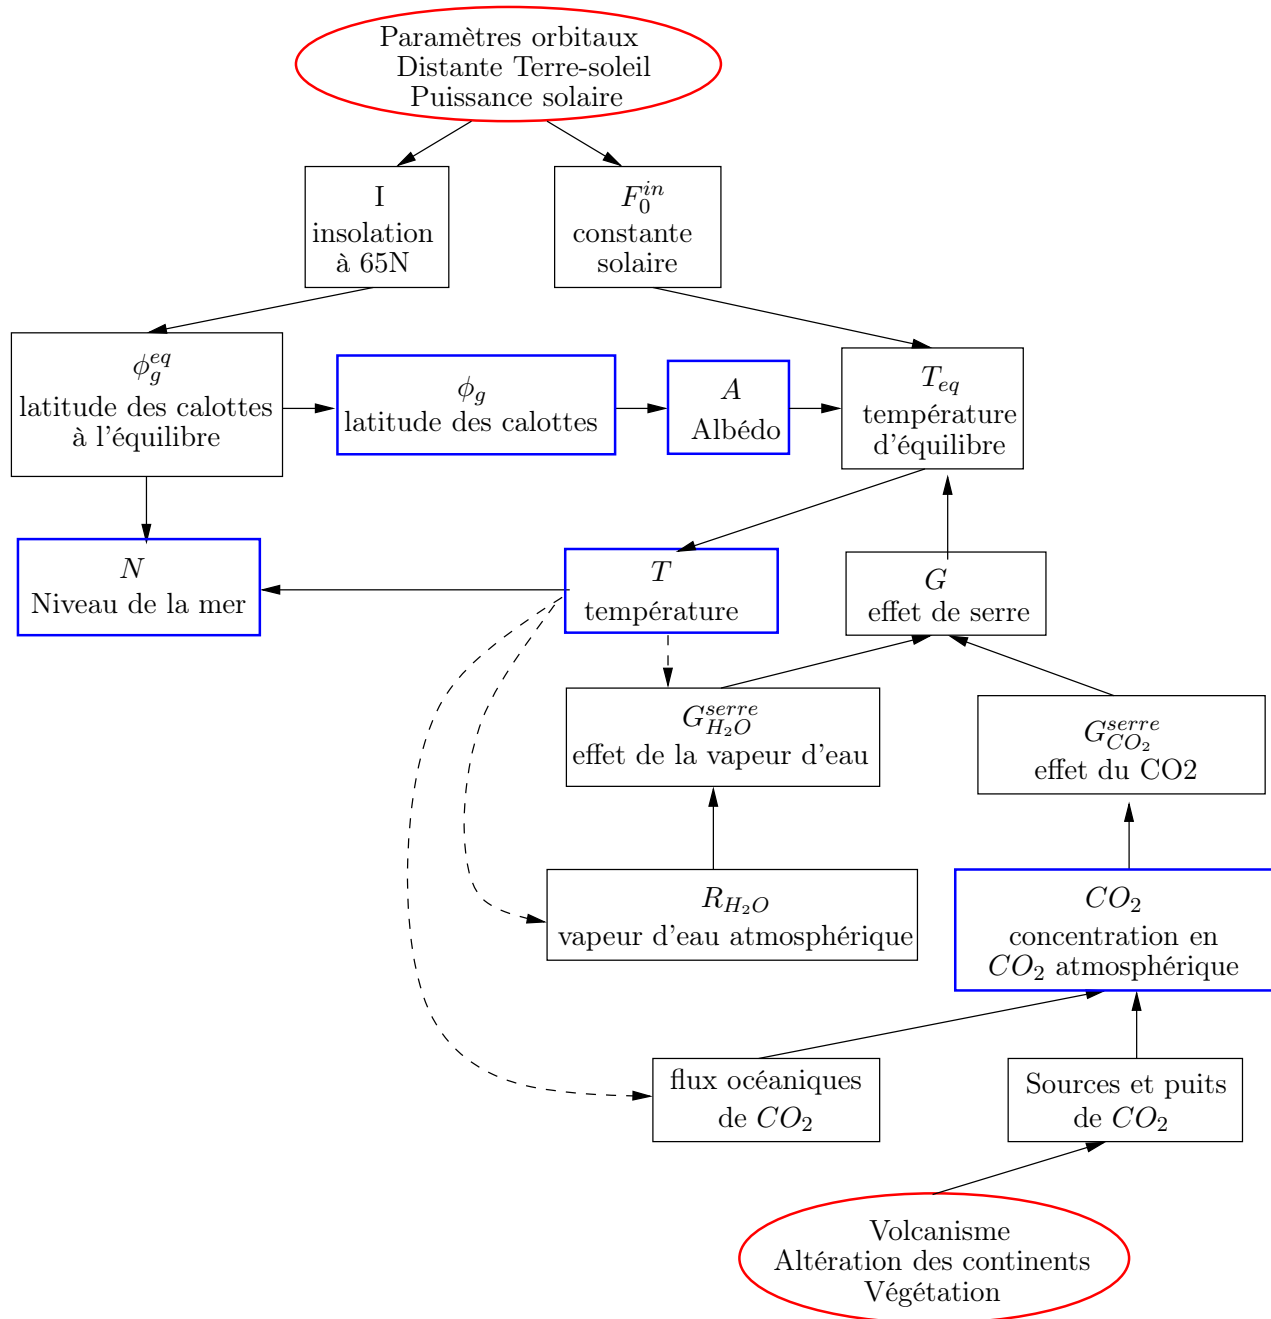 Paramètres orbitaux
Distante Terre-soleil
Puissance solaire
I
insolation
à 65N
$F_0^{in}$
constante
solaire
$\phi_g^{eq}$
latitude des calottes
à l'équilibre
$\phi_g$
latitude des calottes
$A$
Albédo
$T_{eq}$
température
d'équilibre
$N$
Niveau de la mer
$T$
température
$G$
effet de serre
$G_{H_2O}^{serre}$
effet de la vapeur d'eau
$G_{CO_2}^{serre}$
effet du CO2
$R_{H_2O}$
vapeur d'eau atmosphérique
$CO_2$
concentration en
$CO_2$ atmosphérique
flux océaniques
de $CO_2$
Sources et puits
de $CO_2$
Volcanisme
Altération des continents
Végétation